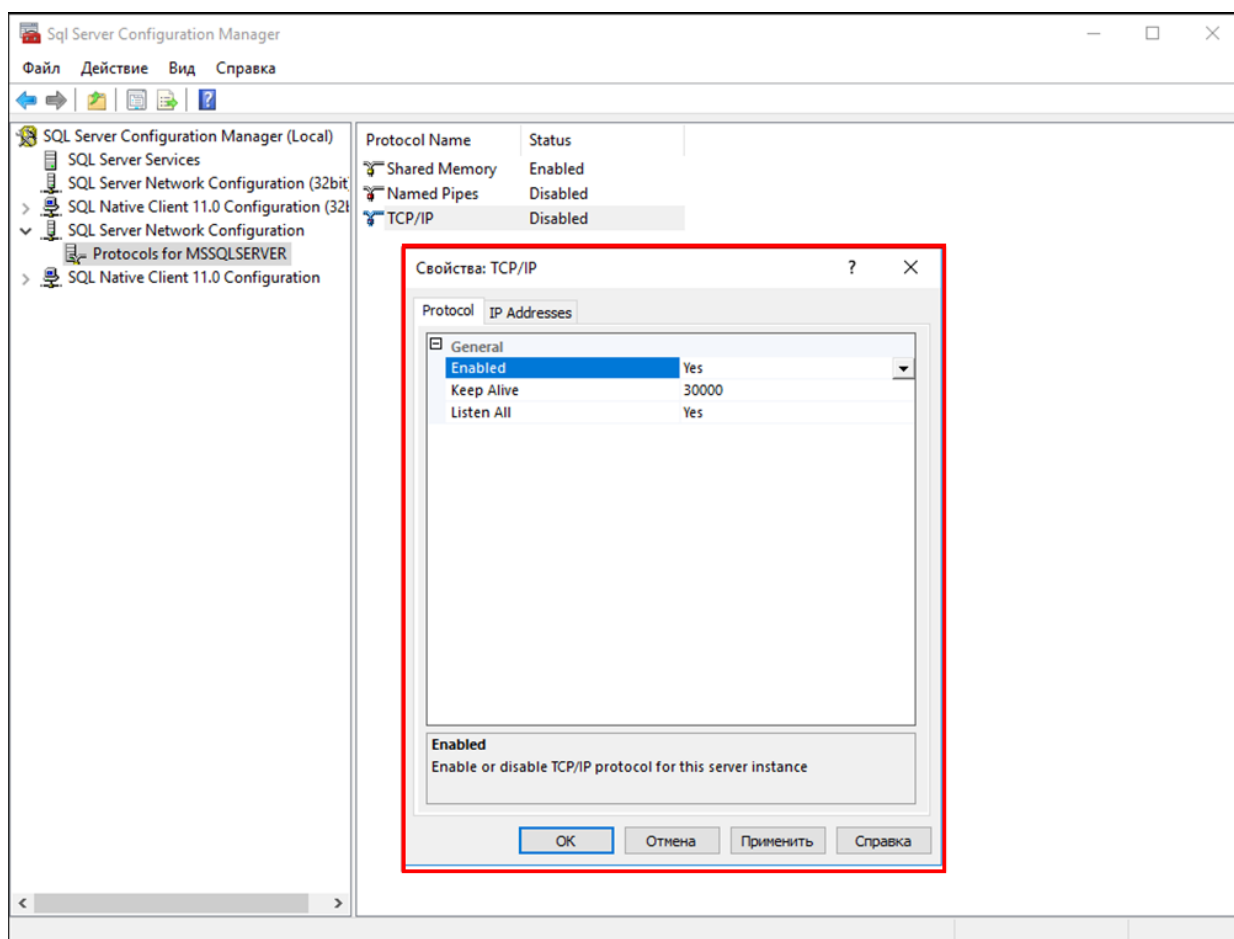 Sql Server Configuration Manager
Файл Действие Вид Справка
SQL Server Configuration Manager (Local)
SQL Server Services
SQL Server Network Configuration (32bit
SQL Native Client 11.0 Configuration (32b
SQL Server Network Configuration
Protocols for MSSQLSERVER
SQL Native Client 11.0 Configuration
Protocol Name Status
Shared Memory Enabled
Named Pipes Disabled
TCP/IP Disabled
Свойства: TCP/IP
Protocol IP Addresses
General
Enabled Yes
Keep Alive 30000
Listen All Yes
Enabled
Enable or disable TCP/IP protocol for this server instance
OK Отмена Применить Справка